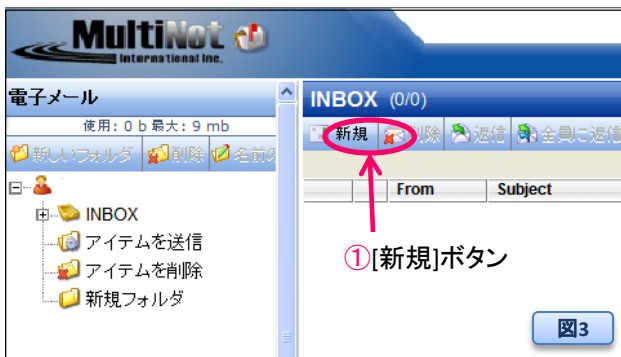 MultiNet
International Inc.
電子メール
使用: 0 b 最大: 9 mb
新しいフォルダ 削除 名前の
INBOX
アイテムを送信
アイテムを削除
新規フォルダ
INBOX (0/0)
新規 削除 返信 全員に返信
From Subject
①[新規]ボタン
図3